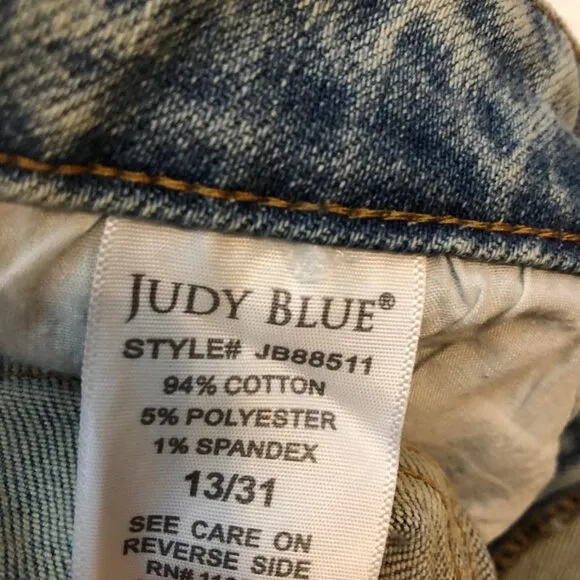 JUDY BLUE®
STYLE# JB88511
94% COTTON
5% POLYESTER
1% SPANDEX
13/31
SEE CARE ON
REVERSE SIDE